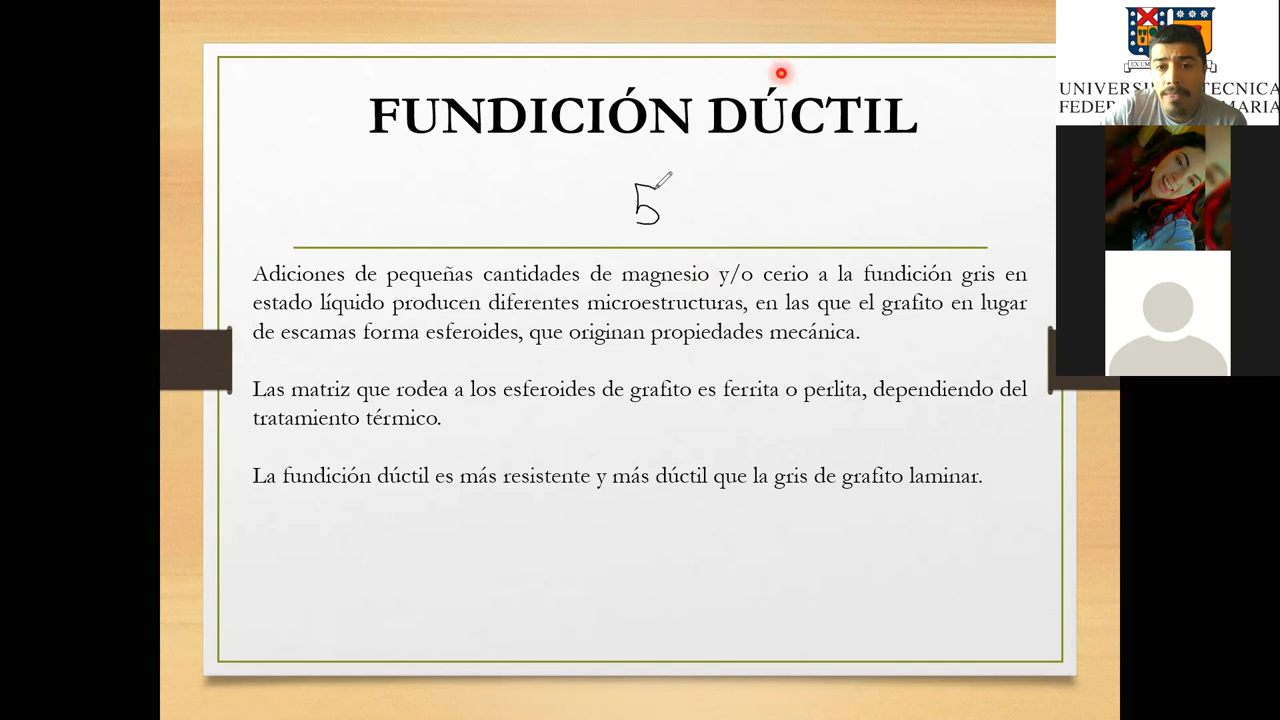 FUNDICIÓN DÚCTIL
5
Adiciones de pequeñas cantidades de magnesio y/o cerio a la fundición gris en
estado líquido producen diferentes microestructuras, en las que el grafito en lugar
de escamas forma esferoides, que originan propiedades mecánica.
Las matriz que rodea a los esferoides de grafito es ferrita o perlita, dependiendo del
tratamiento térmico.
La fundición dúctil es más resistente y más dúctil que la gris de grafito laminar.
EX UM
UNIVERSI TECNICA
FEDER MARIA